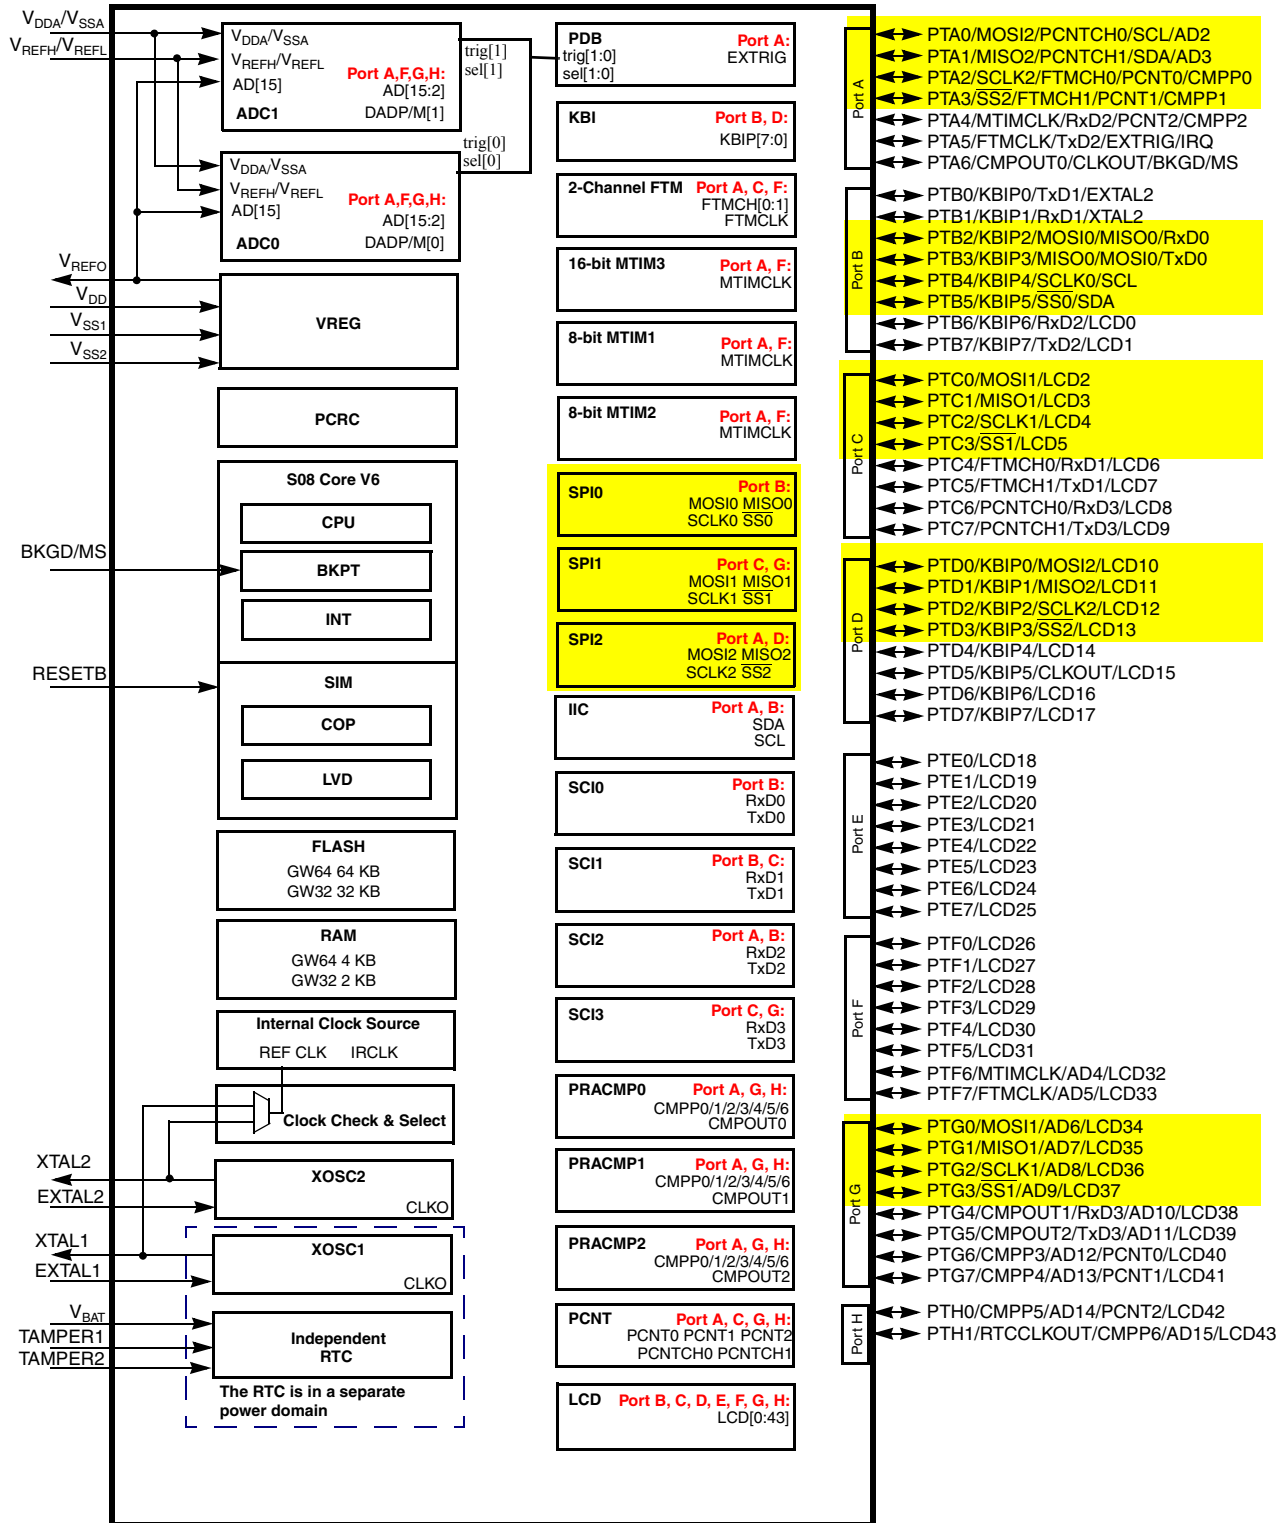 VDDA/VSSA
VREFH/VREFL
VREFO
VDD
VSS1
VSS2
BKGD/MS
RESETB
XTAL2
EXTAL2
XTAL1
EXTAL1
VBAT
TAMPER1
TAMPER2
VDDA/VSSA
VREFH/VREFL
Port A,F,G,H:
AD[15]
AD[15:2]
ADC1
DADP/M[1]
trig[1]
sel[1]
VDDA/VSSA
VREFH/VREFL
Port A,F,G,H:
AD[15]
AD[15:2]
ADC0
DADP/M[0]
trig[0]
sel[0]
VREG
PCRC
S08 Core V6
CPU
BKPT
INT
SIM
COP
LVD
FLASH
GW64 64 KB
GW32 32 KB
RAM
GW64 4 KB
GW32 2 KB
Internal Clock Source
REF CLK IRCLK
Clock Check & Select
XOSC2
CLKO
XOSC1
CLKO
Independent
RTC
The RTC is in a separate
power domain
PDB Port A:
trig[1:0] EXTRIG
sel[1:0]
KBI Port B, D:
KBIP[7:0]
2-Channel FTM Port A, C, F:
FTMCH[0:1]
FTMCLK
16-bit MTIM3 Port A, F:
MTIMCLK
8-bit MTIM1 Port A, F:
MTIMCLK
8-bit MTIM2 Port A, F:
MTIMCLK
SPI0 Port B:
MOSI0 MISO0
SCLK0 SS0
SPI1 Port C, G:
MOSI1 MISO1
SCLK1 SS1
SPI2 Port A, D:
MOSI2 MISO2
SCLK2 SS2
IIC Port A, B:
SDA
SCL
SCI0 Port B:
RxD0
TxD0
SCI1 Port B, C:
RxD1
TxD1
SCI2 Port A, B:
RxD2
TxD2
SCI3 Port C, G:
RxD3
TxD3
PRACMP0 Port A, G, H:
CMPP0/1/2/3/4/5/6
CMPOUT0
PRACMP1 Port A, G, H:
CMPP0/1/2/3/4/5/6
CMPOUT1
PRACMP2 Port A, G, H:
CMPP0/1/2/3/4/5/6
CMPOUT2
PCNT Port A, C, G, H:
PCNT0 PCNT1 PCNT2
PCNTCH0 PCNTCH1
LCD Port B, C, D, E, F, G, H:
LCD[0:43]
Port A
PTA0/MOSI2/PCNTCH0/SCL/AD2
PTA1/MISO2/PCNTCH1/SDA/AD3
PTA2/SCLK2/FTMCH0/PCNT0/CMPP0
PTA3/SS2/FTMCH1/PCNT1/CMPP1
PTA4/MTIMCLK/RxD2/PCNT2/CMPP2
PTA5/FTMCLK/TxD2/EXTRIG/IRQ
PTA6/CMPOUT0/CLKOUT/BKGD/MS
Port B
PTB0/KBIP0/TxD1/EXTAL2
PTB1/KBIP1/RxD1/XTAL2
PTB2/KBIP2/MOSI0/MISO0/RxD0
PTB3/KBIP3/MISO0/MOSI0/TxD0
PTB4/KBIP4/SCLK0/SCL
PTB5/KBIP5/SS0/SDA
PTB6/KBIP6/RxD2/LCD0
PTB7/KBIP7/TxD2/LCD1
Port C
PTC0/MOSI1/LCD2
PTC1/MISO1/LCD3
PTC2/SCLK1/LCD4
PTC3/SS1/LCD5
PTC4/FTMCH0/RxD1/LCD6
PTC5/FTMCH1/TxD1/LCD7
PTC6/PCNTCH0/RxD3/LCD8
PTC7/PCNTCH1/TxD3/LCD9
Port D
PTD0/KBIP0/MOSI2/LCD10
PTD1/KBIP1/MISO2/LCD11
PTD2/KBIP2/SCLK2/LCD12
PTD3/KBIP3/SS2/LCD13
PTD4/KBIP4/LCD14
PTD5/KBIP5/CLKOUT/LCD15
PTD6/KBIP6/LCD16
PTD7/KBIP7/LCD17
Port E
PTE0/LCD18
PTE1/LCD19
PTE2/LCD20
PTE3/LCD21
PTE4/LCD22
PTE5/LCD23
PTE6/LCD24
PTE7/LCD25
Port F
PTF0/LCD26
PTF1/LCD27
PTF2/LCD28
PTF3/LCD29
PTF4/LCD30
PTF5/LCD31
PTF6/MTIMCLK/AD4/LCD32
PTF7/FTMCLK/AD5/LCD33
Port G
PTG0/MOSI1/AD6/LCD34
PTG1/MISO1/AD7/LCD35
PTG2/SCLK1/AD8/LCD36
PTG3/SS1/AD9/LCD37
PTG4/CMPOUT1/RxD3/AD10/LCD38
PTG5/CMPOUT2/TxD3/AD11/LCD39
PTG6/CMPP3/AD12/PCNT0/LCD40
PTG7/CMPP4/AD13/PCNT1/LCD41
Port H
PTH0/CMPP5/AD14/PCNT2/LCD42
PTH1/RTCCLKOUT/CMPP6/AD15/LCD43